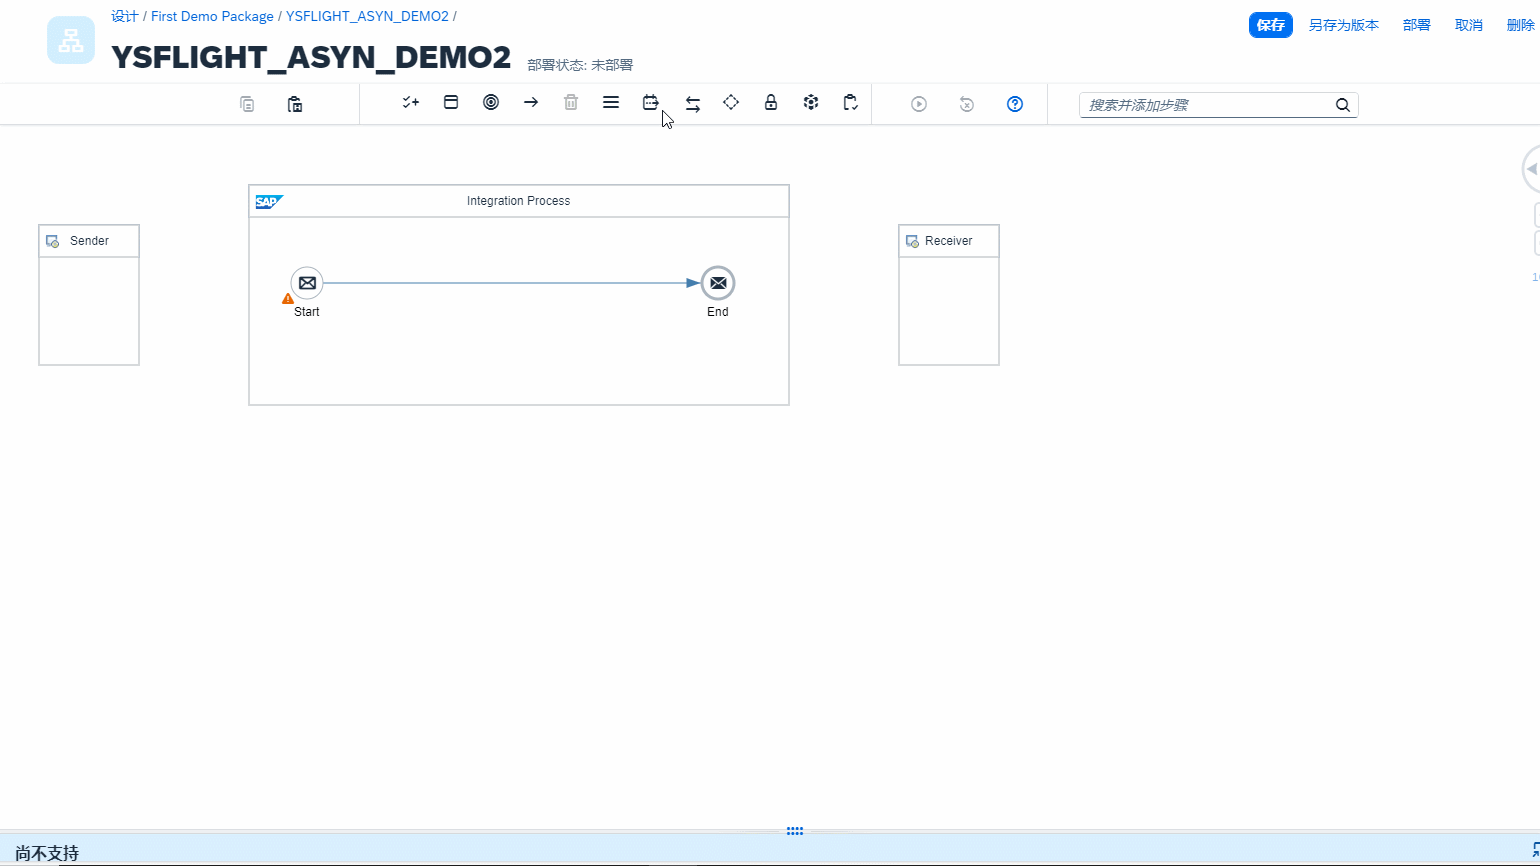 设计 / First Demo Package / YSFLIGHT_ASYN_DEMO2 /
YSFLIGHT_ASYN_DEMO2 部署状态: 未部署
保存 另存为版本 部署 取消 删除
搜索并添加步骤
SAP Integration Process
Sender
Receiver
Start
End
尚不支持